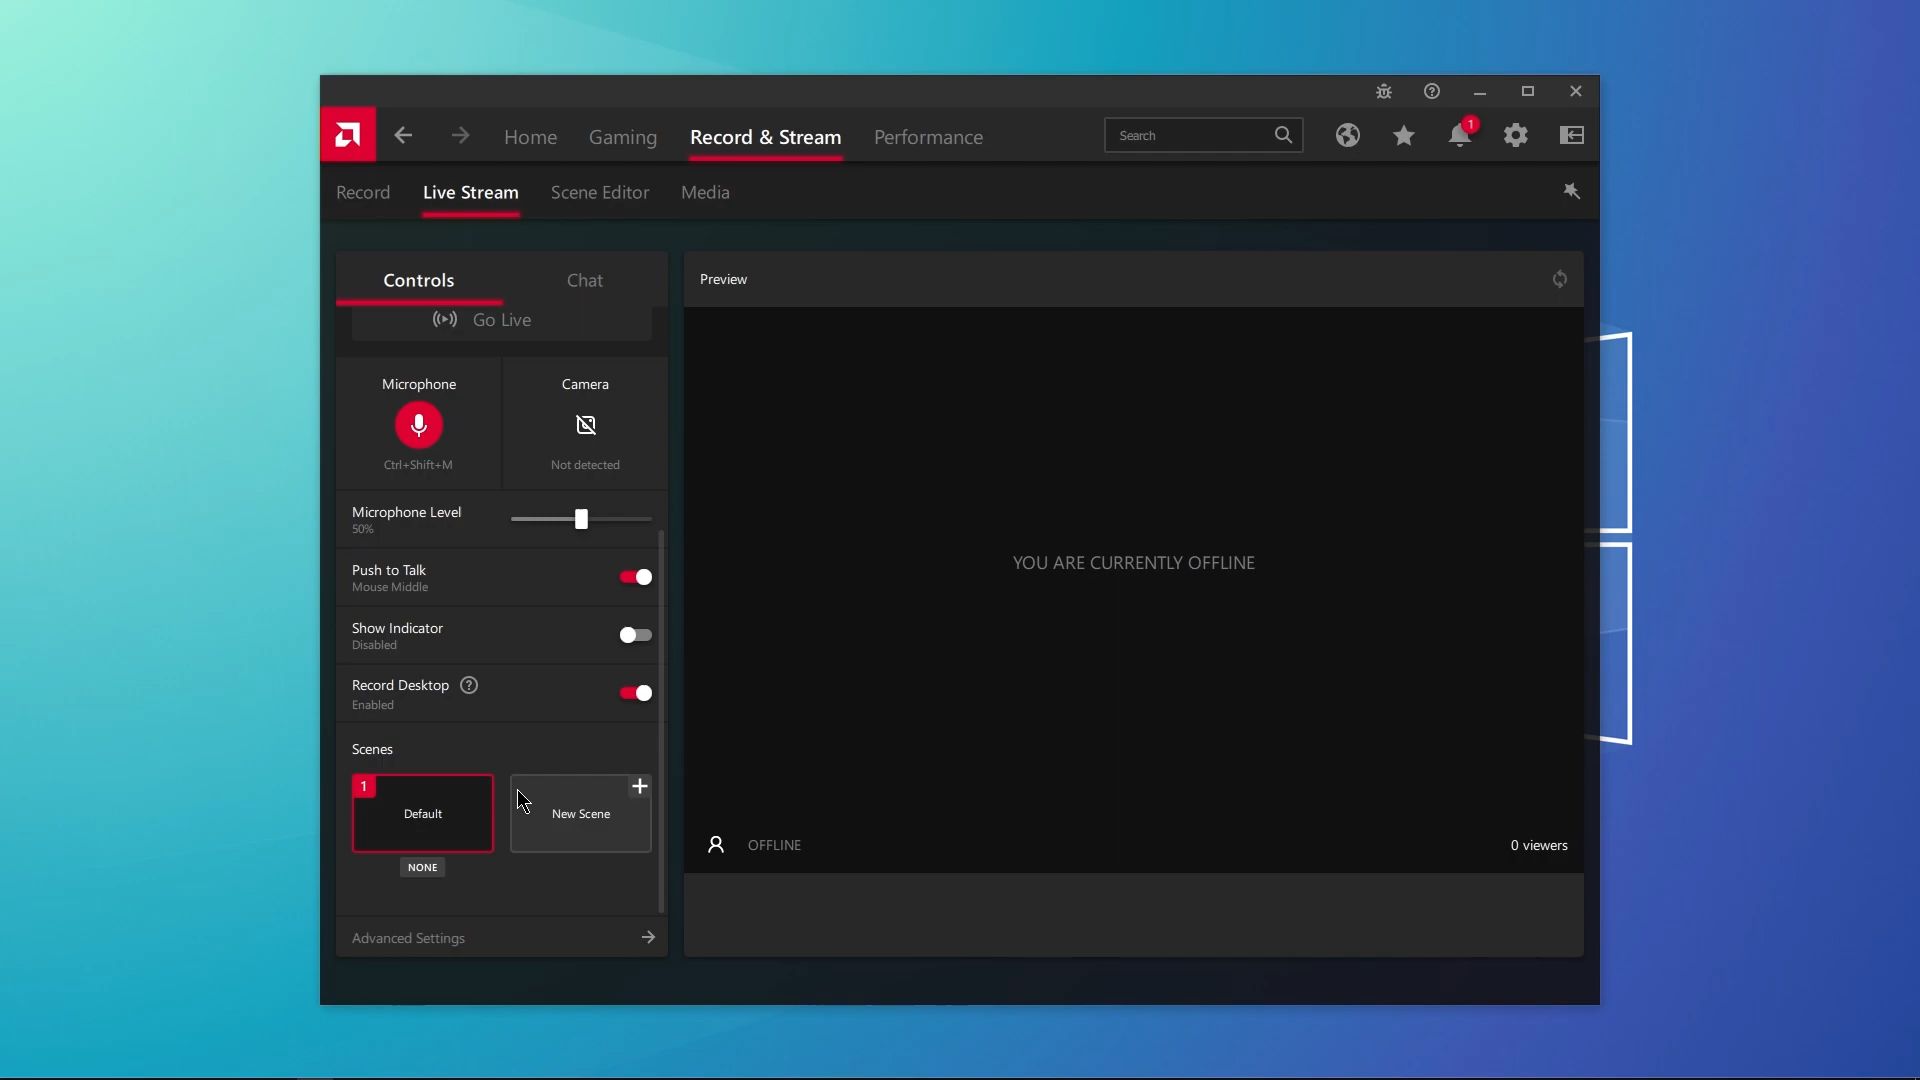 Home
Gaming
Record & Stream
Performance
Search
1
Record
Live Stream
Scene Editor
Media
Controls
Chat
Go Live
Microphone
Ctrl+Shift+M
Camera
Not detected
Microphone Level
50%
Push to Talk
Mouse Middle
Show Indicator
Disabled
Record Desktop
Enabled
Scenes
1
Default
NONE
New Scene
Advanced Settings
Preview
YOU ARE CURRENTLY OFFLINE
OFFLINE
0 viewers